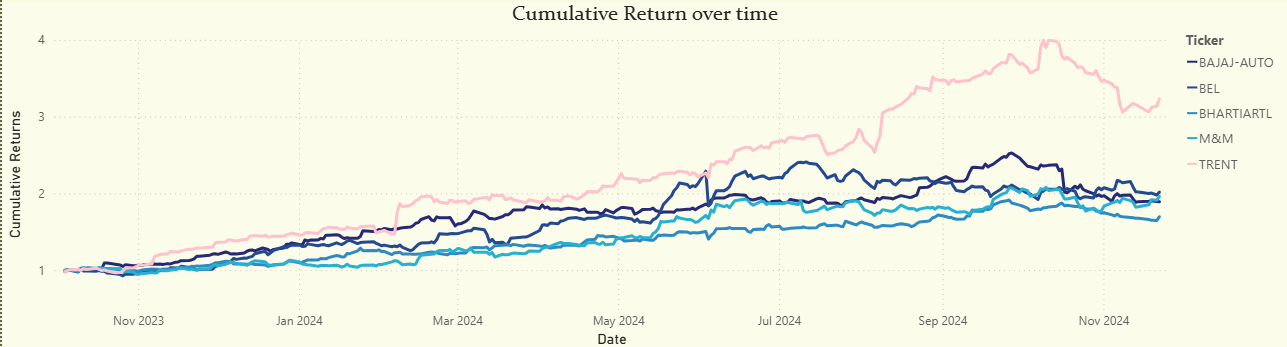 Cumulative Return over time
Cumulative Returns
4
3
2
1
Nov 2023
Jan 2024
Mar 2024
May 2024
Jul 2024
Sep 2024
Nov 2024
Date
Ticker
BAJAJ-AUTO
BEL
BHARTIARTL
M&M
TRENT